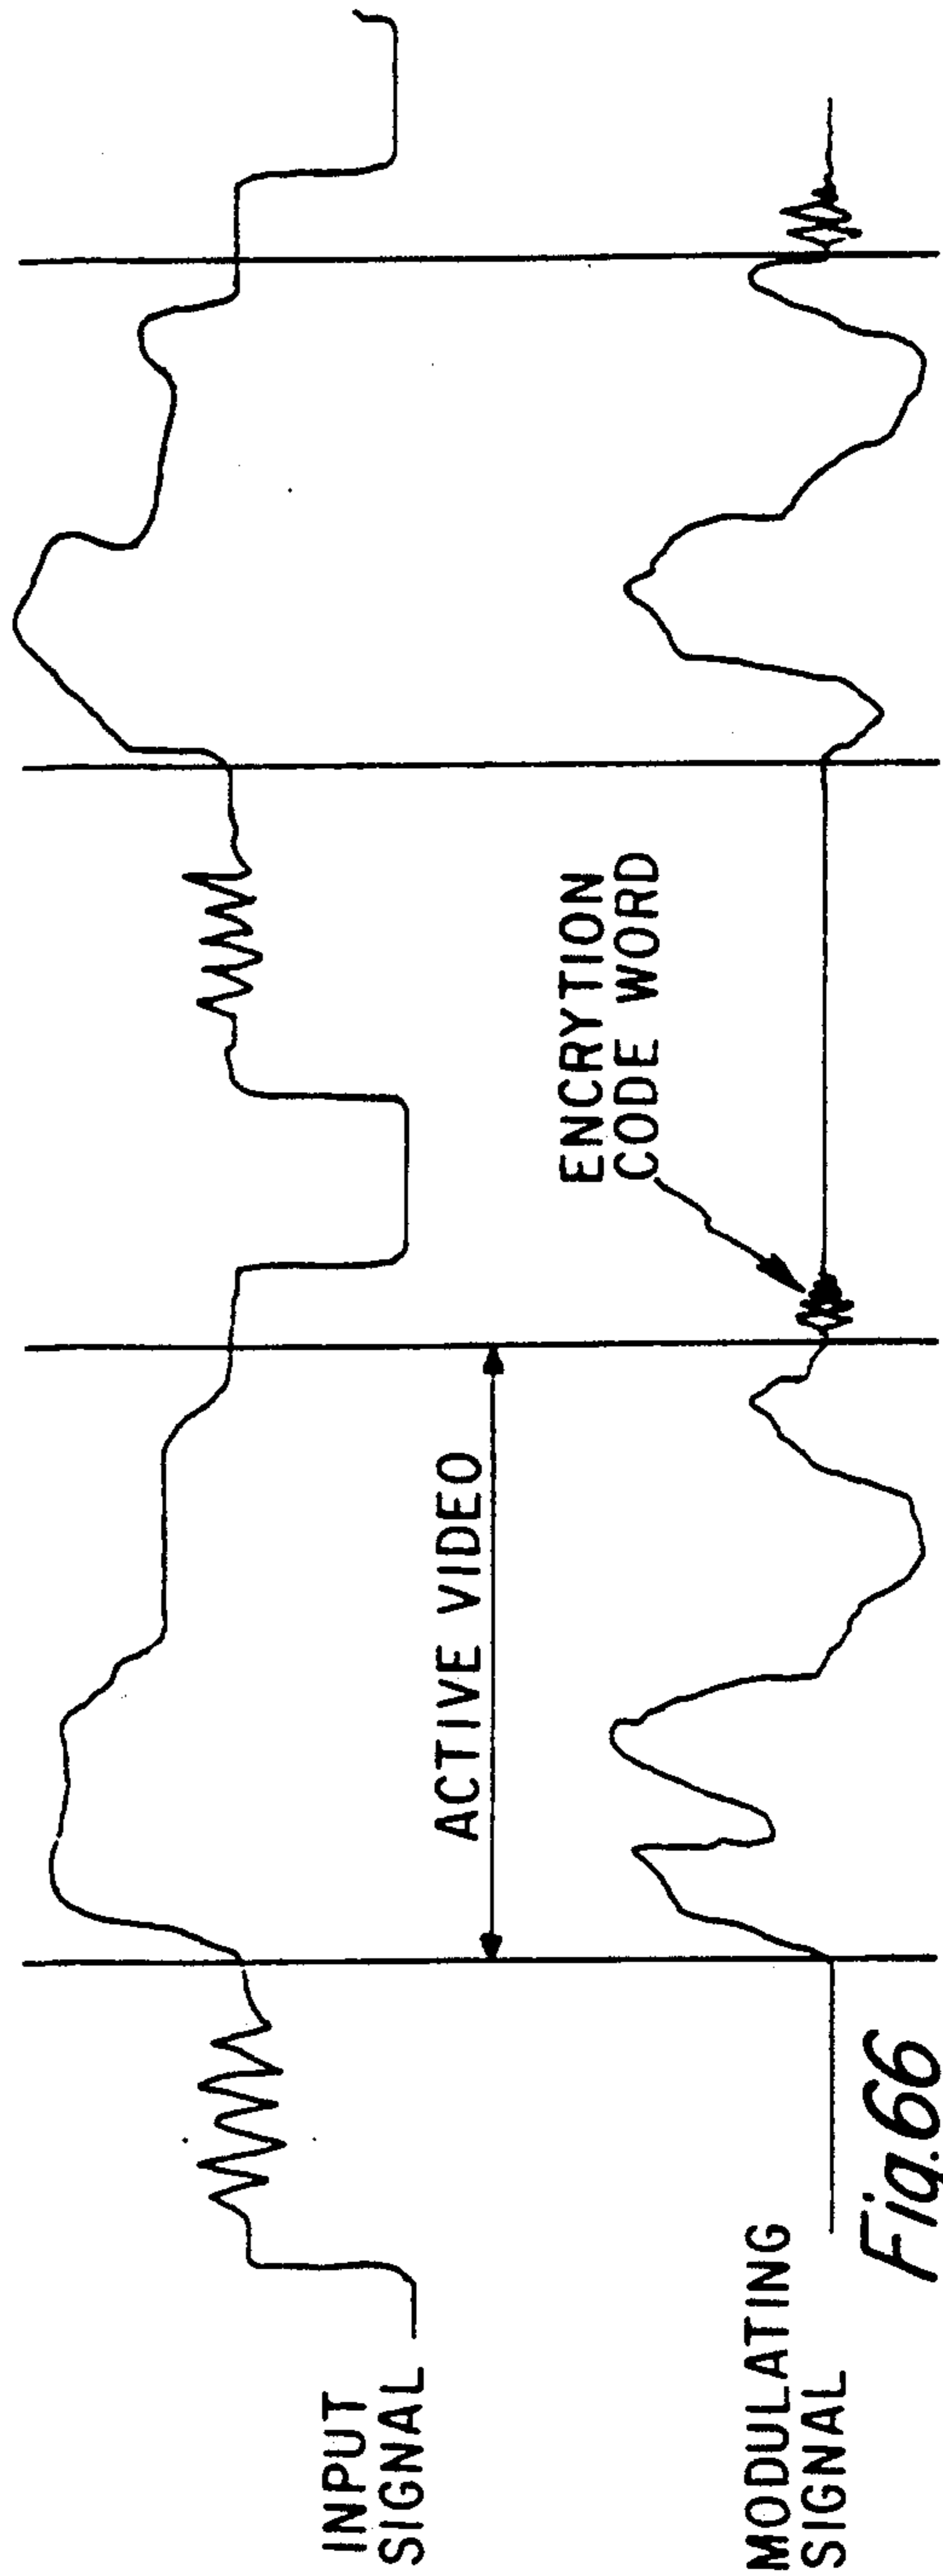 INPUT
SIGNAL
ACTIVE VIDEO
ENCRYTION
CODE WORD
MODULATING
SIGNAL
Fig.66